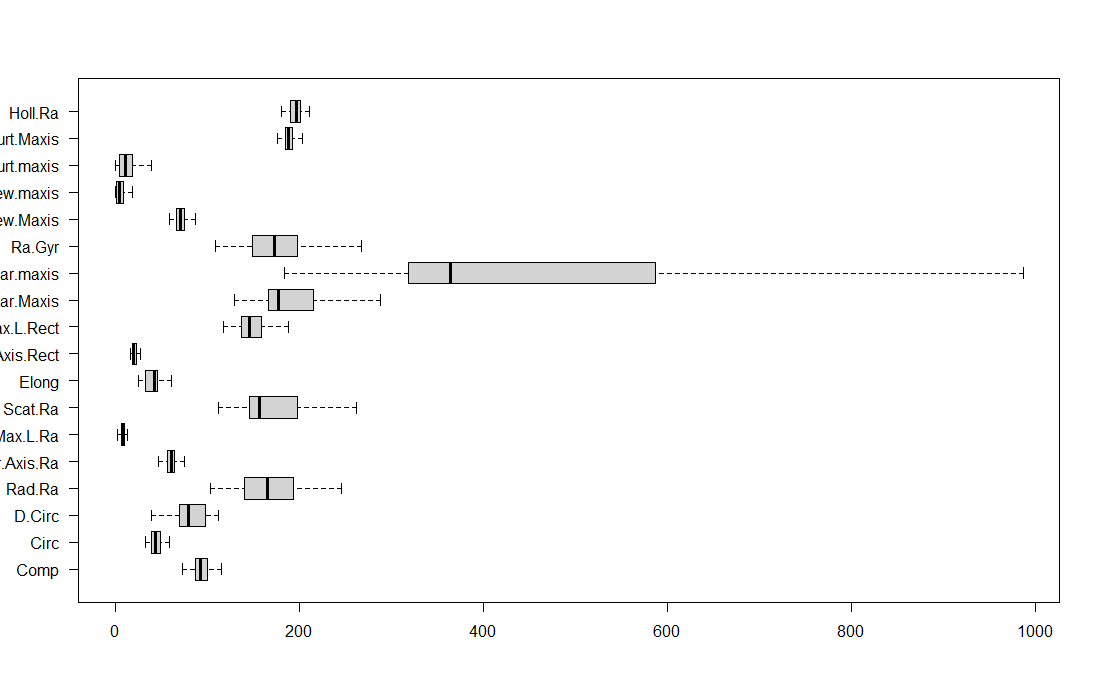 Holl.Ra
urt.Maxis
urt.maxis
ew.maxis
ew.Maxis
Ra.Gyr
ar.maxis
ar.Maxis
ax.L.Rect
Axis.Rect
Elong
Scat.Ra
Max.L.Ra
r.Axis.Ra
Rad.Ra
D.Circ
Circ
Comp
0 200 400 600 800 1000